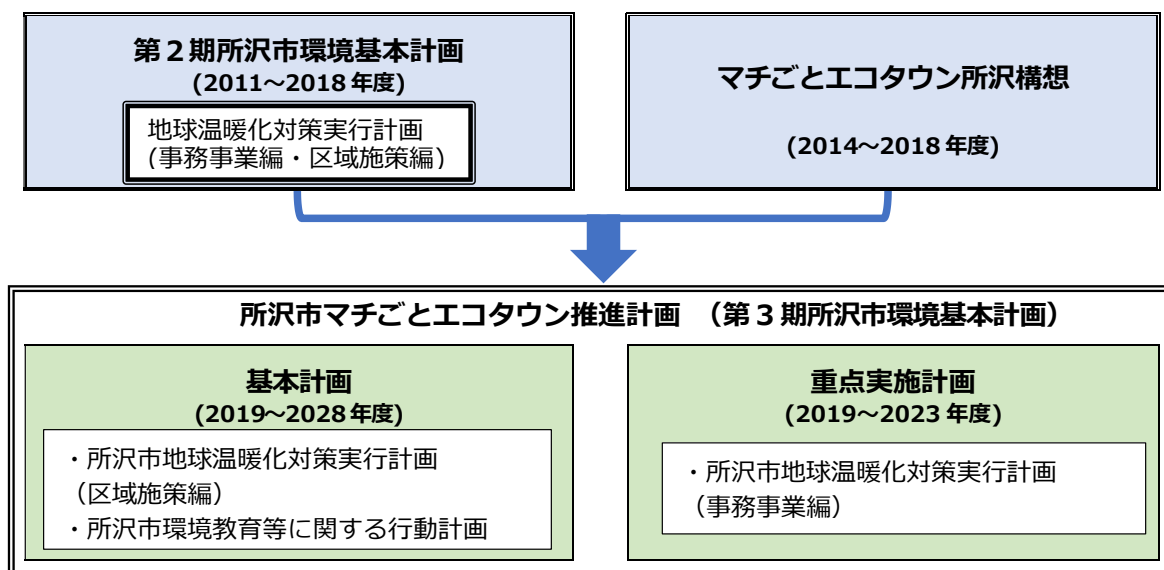 第２期所沢市環境基本計画
(2011～2018 年度)
地球温暖化対策実行計画
(事務事業編・区域施策編)
マチごとエコタウン所沢構想
(2014～2018 年度)
所沢市マチごとエコタウン推進計画 （第３期所沢市環境基本計画）
基本計画
(2019～2028 年度)
・所沢市地球温暖化対策実行計画
（区域施策編）
・所沢市環境教育等に関する行動計画
重点実施計画
(2019～2023 年度)
・所沢市地球温暖化対策実行計画
（事務事業編）